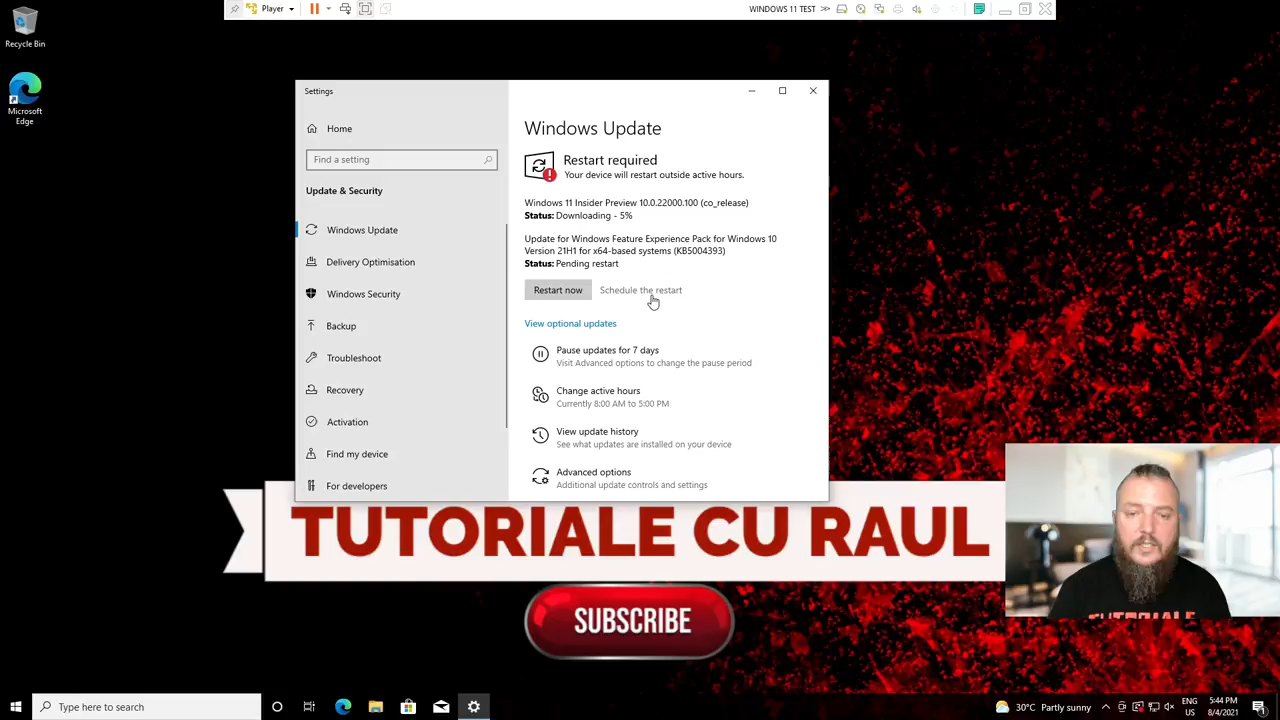 Player
WINDOWS 11 TEST
Recycle Bin
Microsoft
Edge
Settings
Home
Find a setting
Update & Security
Windows Update
Delivery Optimisation
Windows Security
Backup
Troubleshoot
Recovery
Activation
Find my device
For developers
Windows Update
Restart required
Your device will restart outside active hours.
Windows 11 Insider Preview 10.0.22000.100 (co_release)
Status: Downloading - 5%
Update for Windows Feature Experience Pack for Windows 10
Version 21H1 for x64-based systems (KB5004393)
Status: Pending restart
Restart now
Schedule the restart
View optional updates
Pause updates for 7 days
Visit Advanced options to change the pause period
Change active hours
Currently 8:00 AM to 5:00 PM
View update history
See what updates are installed on your device
Advanced options
Additional update controls and settings
TUTORIALE CU RAUL
SUBSCRIBE
TUTORIALE
Type here to search
30°C Partly sunny
ENG
US
5:44 PM
8/4/2021